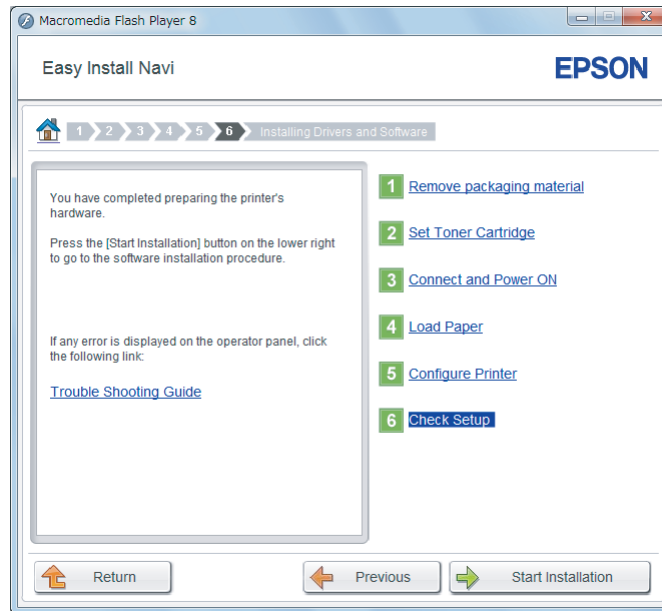 Macromedia Flash Player 8
Easy Install Navi
EPSON
1 2 3 4 5 6 Installing Drivers and Software
You have completed preparing the printer's
hardware.
Press the [Start Installation] button on the lower right
to go to the software installation procedure.
If any error is displayed on the operator panel, click
the following link:
Trouble Shooting Guide
1 Remove packaging material
2 Set Toner Cartridge
3 Connect and Power ON
4 Load Paper
5 Configure Printer
6 Check Setup
Return
Previous
Start Installation